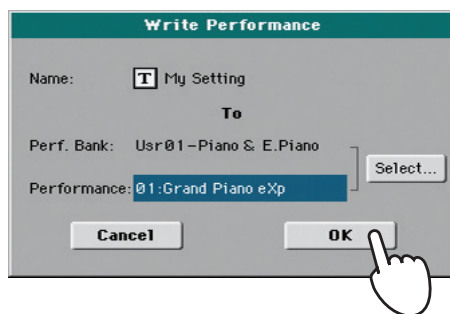 Write Performance
Name: T My Setting
To
Perf. Bank: Usr01-Piano & E.Piano
Select...
Performance: 01:Grand Piano eXp
Cancel OK